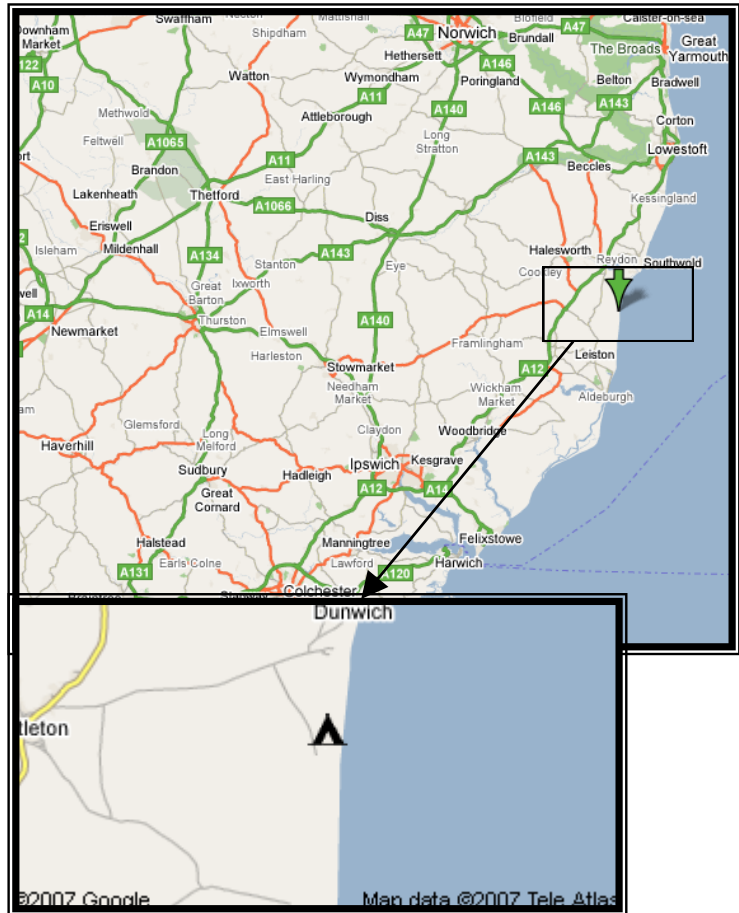 Swaffham
Shipdham
A47
Norwich
Blofield
A47
Caister-on-sea
Downham
Market
Brundall
Great
Yarmouth
Hethersett
The Broads
122
A10
Watton
Wymondham
A146
Poringland
Belton
Bradwell
A11
A140
A146
A143
Methwold
Attleborough
Corton
Feltwell
A1065
Long
Stratton
Lowestoft
Brandon
A11
A143
Beccles
East Harling
Lakenheath
Thetford
A1066
Kessingland
Eriswell
Diss
Isleham
Mildenhall
A134
A143
Halesworth
Reydon
Southwold
Stanton
Eye
Cookley
Great
Barton
Ixworth
A14
Thurston
A140
Newmarket
Elmswell
Framlingham
Harleston
Leiston
Stowmarket
A12
Needham
Market
Wickham
Market
Aldeburgh
Glemsford
Claydon
Woodbridge
Haverhill
Long
Melford
Ipswich
Kesgrave
Sudbury
Hadleigh
A12
A14
Great
Cornard
Halstead
Manningtree
Felixstowe
Earls Colne
Lawford
Harwich
A131
A120
Colchester
Dunwich
tleton
©2007 Google
Map data ©2007 Tele Atlas